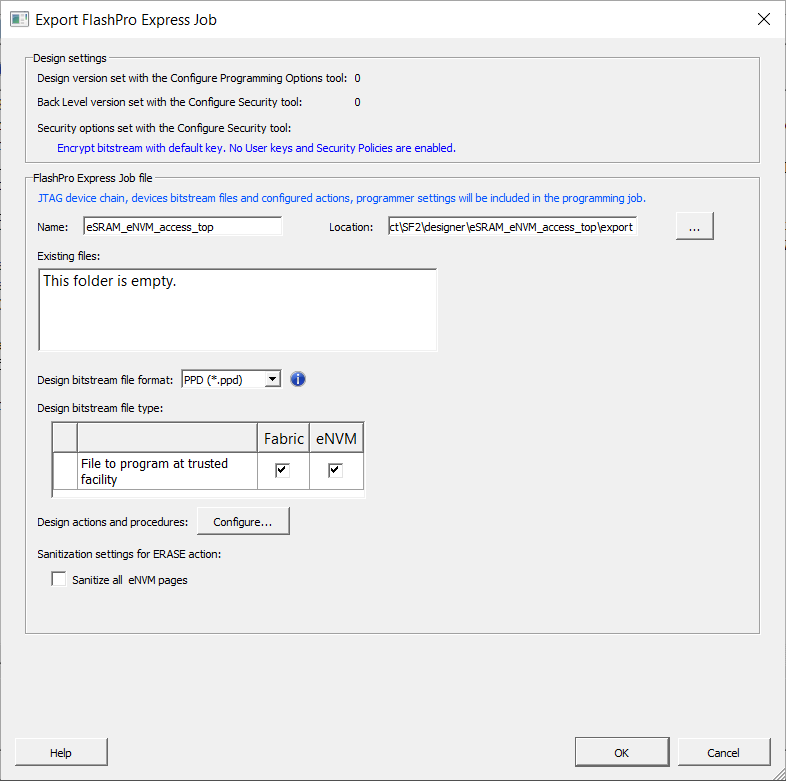 Export FlashPro Express Job
Design settings
Design version set with the Configure Programming Options tool: 0
Back Level version set with the Configure Security tool: 0
Security options set with the Configure Security tool:
Encrypt bitstream with default key. No User keys and Security Policies are enabled.
FlashPro Express Job file
JTAG device chain, devices bitstream files and configured actions, programmer settings will be included in the programming job.
Name: eSRAM_eNVM_access_top Location: ct\SF2\designer\eSRAM_eNVM_access_top\export ...
Existing files:
This folder is empty.
Design bitstream file format: PPD (*.ppd)
Design bitstream file type:
Fabric eNVM
File to program at trusted
facility
Design actions and procedures: Configure...
Sanitization settings for ERASE action:
Sanitize all eNVM pages
Help OK Cancel